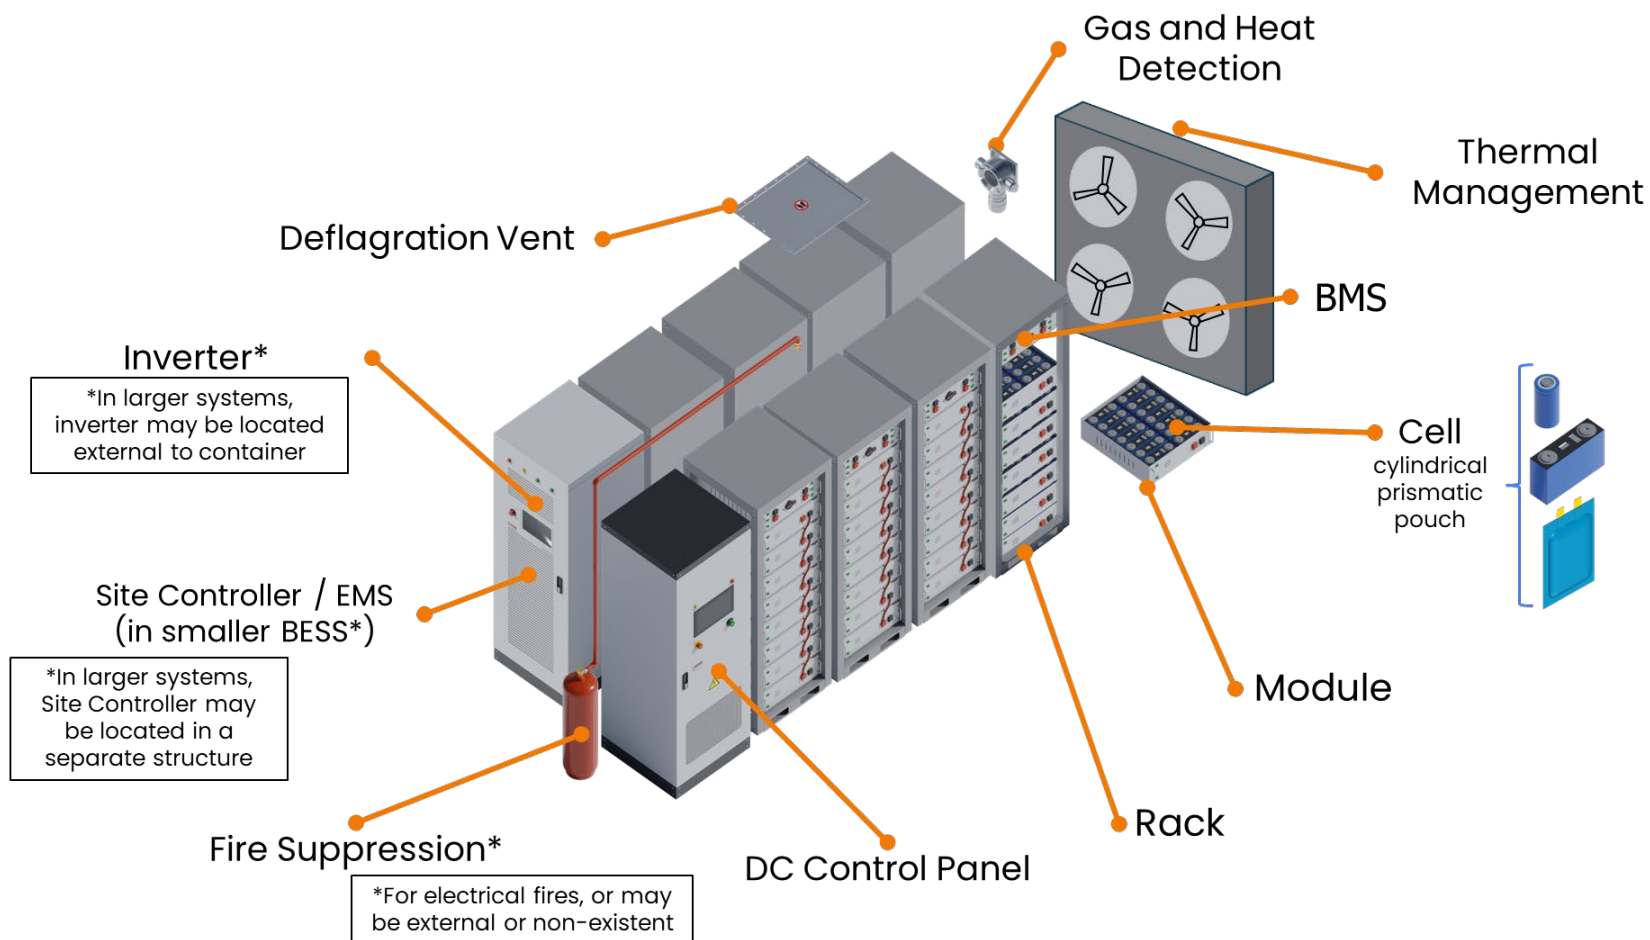 Gas and Heat
Detection
Thermal
Management
Deflagration Vent
BMS
Inverter*
*In larger systems,
inverter may be located
external to container
Cell
cylindrical
prismatic
pouch
Site Controller / EMS
(in smaller BESS*)
*In larger systems,
Site Controller may
be located in a
separate structure
Module
Rack
Fire Suppression*
DC Control Panel
*For electrical fires, or may
be external or non-existent